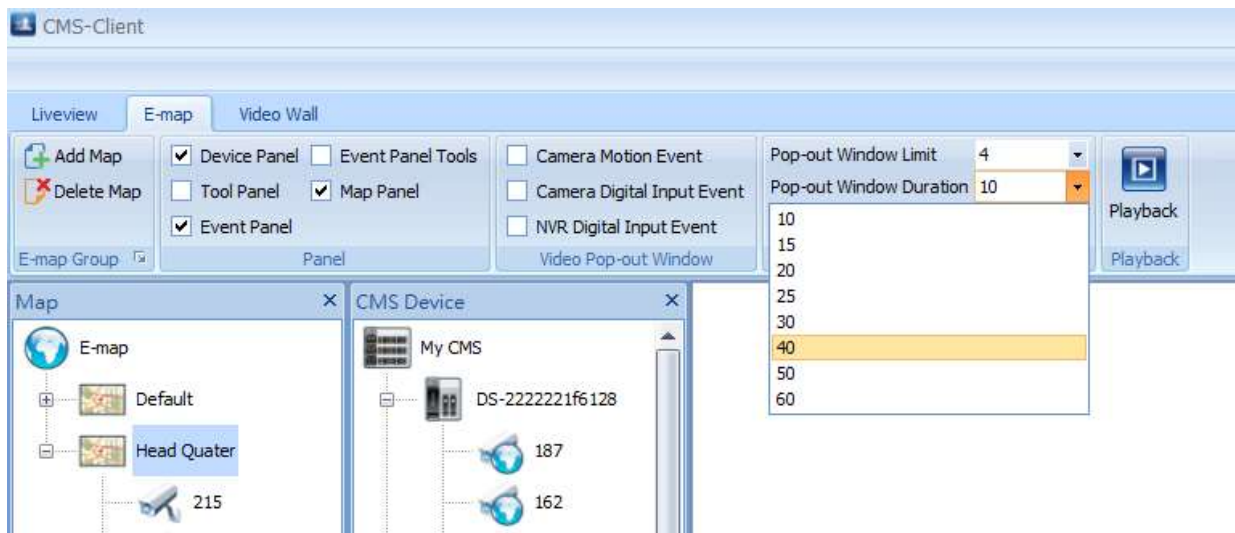 CMS-Client
Liveview E-map Video Wall
Add Map Device Panel Event Panel Tools Camera Motion Event Pop-out Window Limit 4
Delete Map Tool Panel Map Panel Camera Digital Input Event Pop-out Window Duration 10
Event Panel NVR Digital Input Event Playback
E-map Group Panel Video Pop-out Window Playback
10
15
20
25
30
40
50
60
Map CMS Device
E-map My CMS
Default DS-2222221f6128
Head Quater 187
215 162